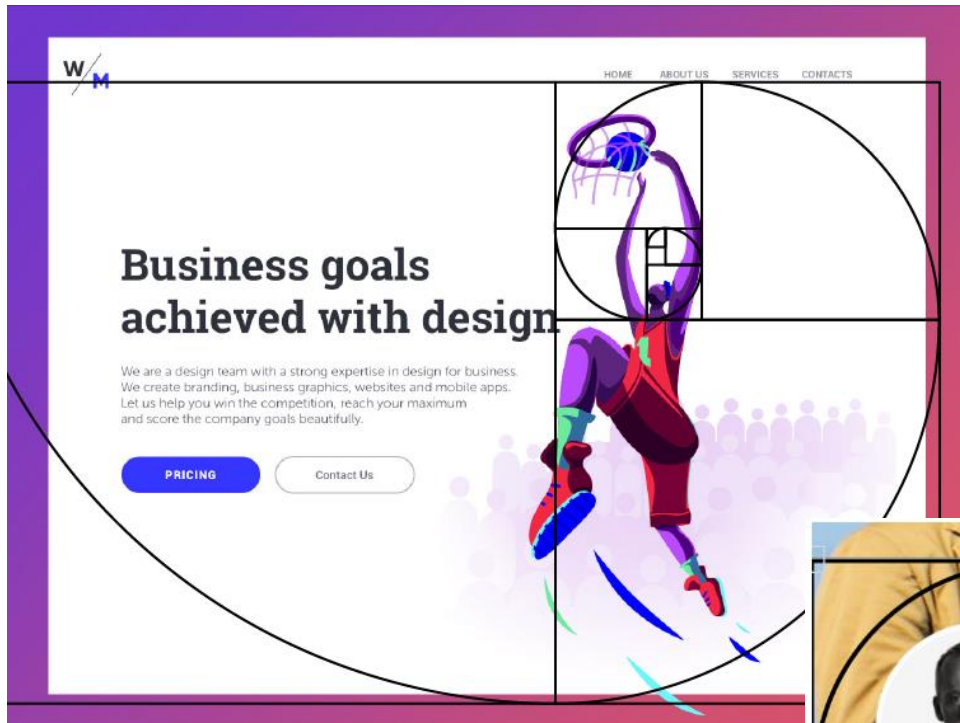 W/M
HOME ABOUT US SERVICES CONTACTS
Business goals
achieved with design
We are a design team with a strong expertise in design for business.
We create branding, business graphics, websites and mobile apps.
Let us help you win the competition, reach your maximum
and score the company goals beautifully.
PRICING Contact Us